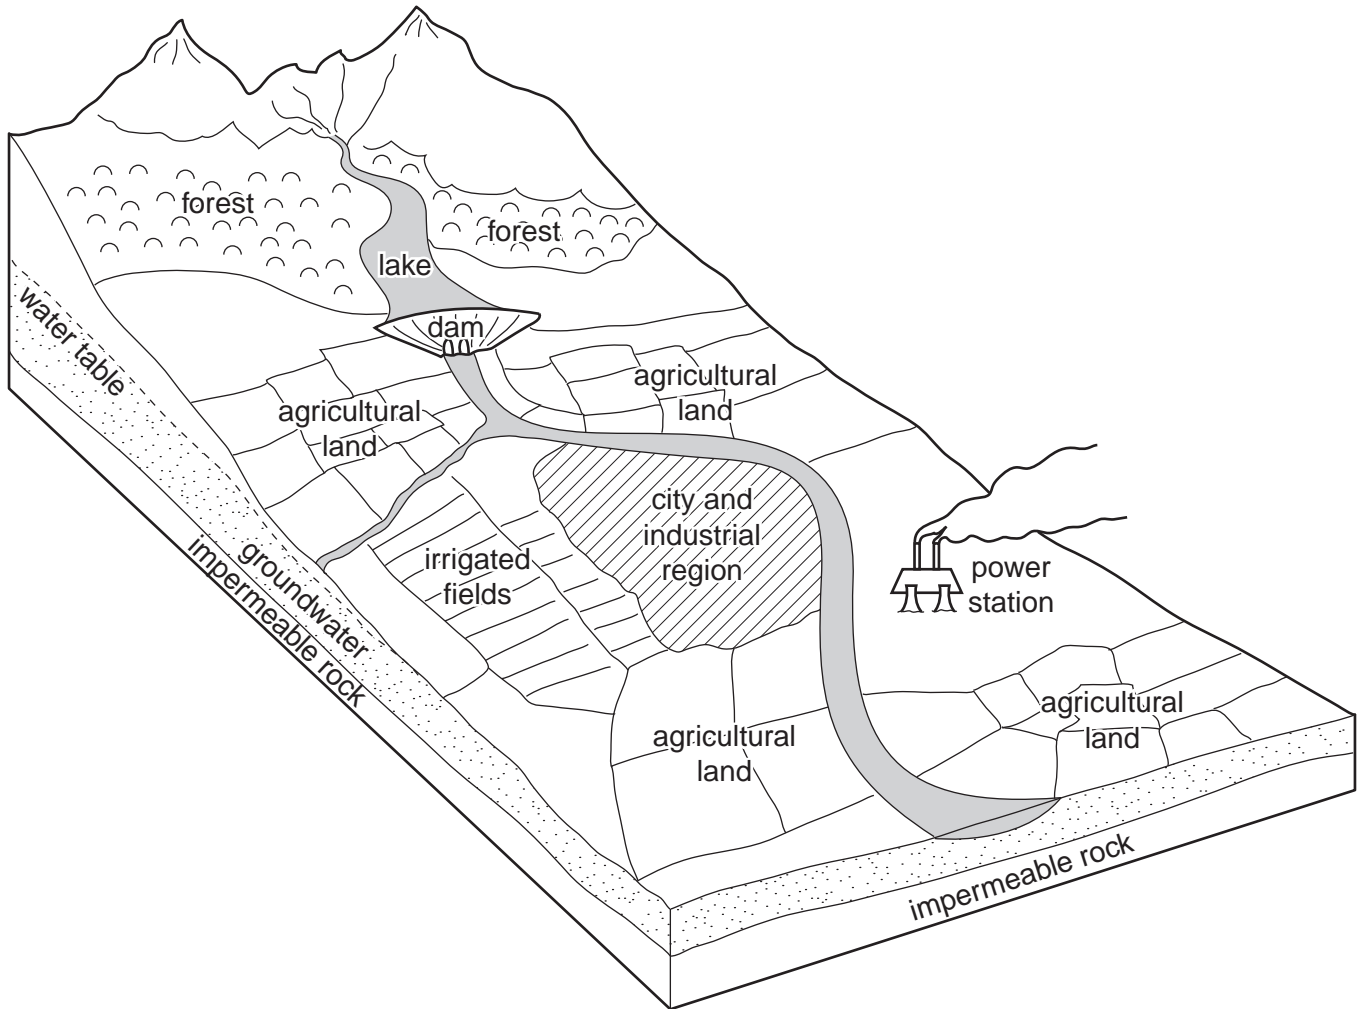 forest
forest
lake
water table
dam
agricultural
land
agricultural
land
city and
industrial
region
irrigated
fields
groundwater
impermeable rock
power
station
agricultural
land
agricultural
land
impermeable rock